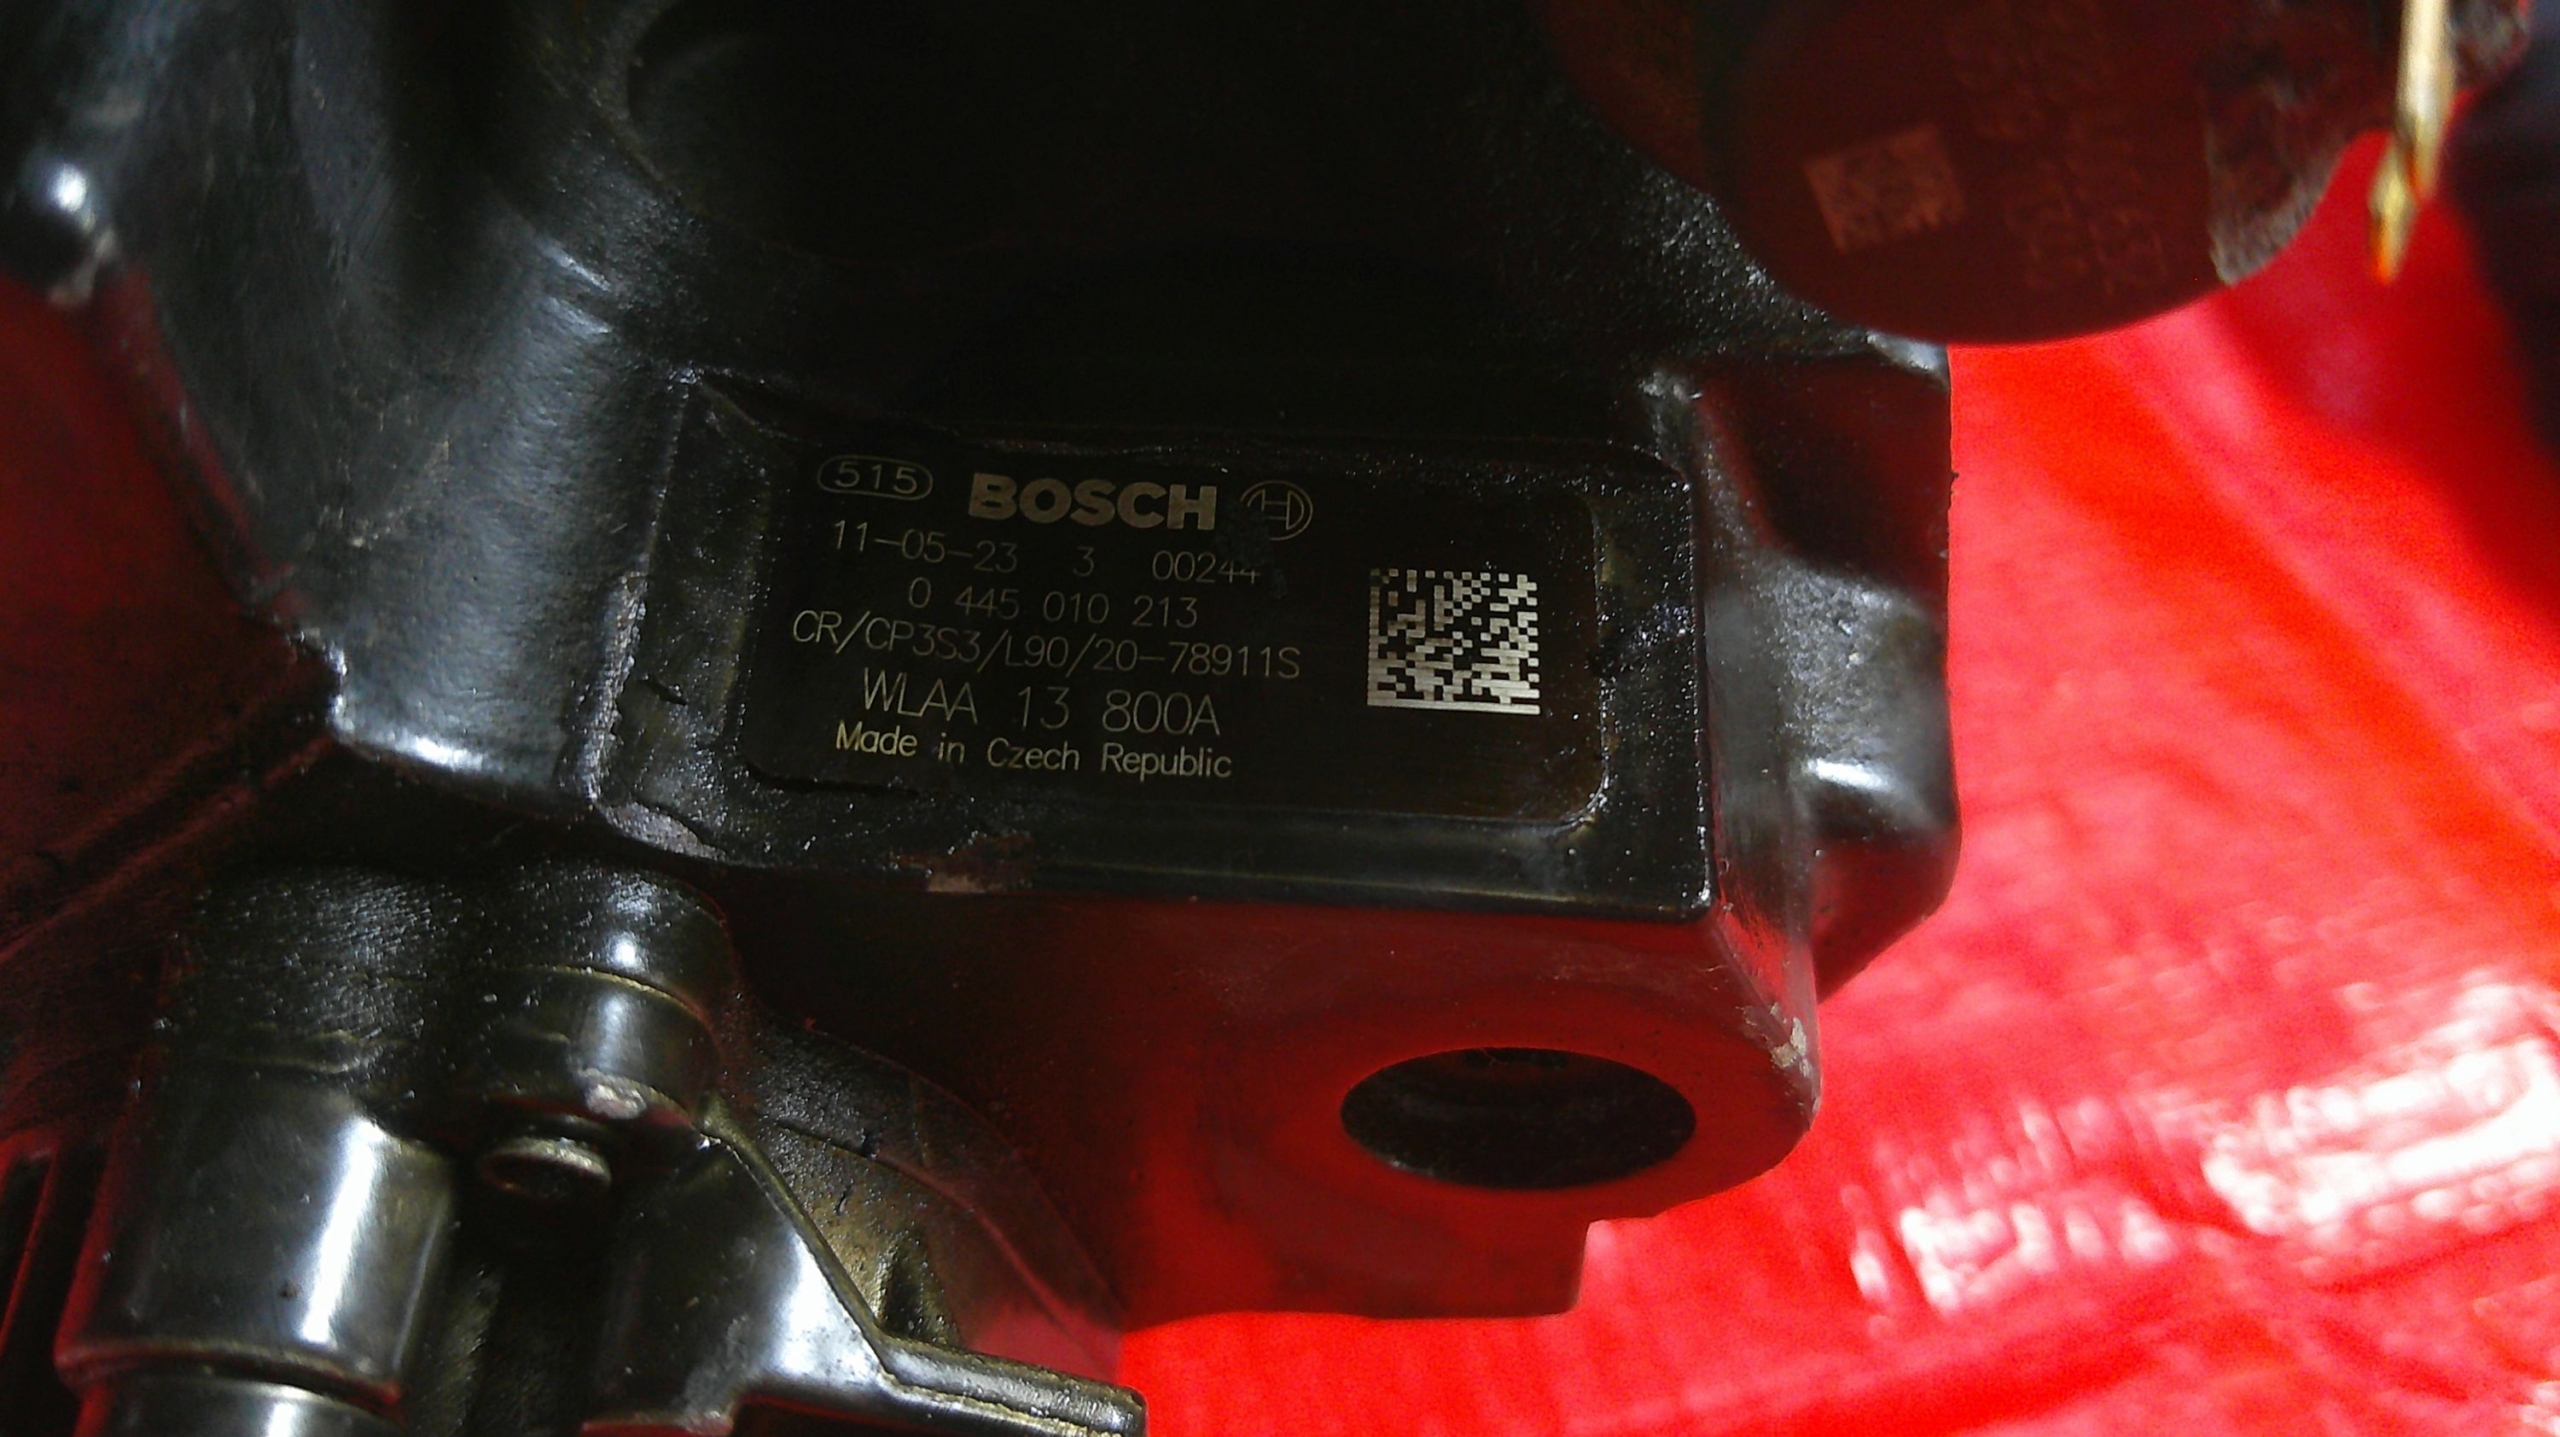 515 BOSCH
11-05-23 3 00244
0 445 010 213
CR/CP3S3/L90/20-78911S
WLAA 13 800A
Made in Czech Republic